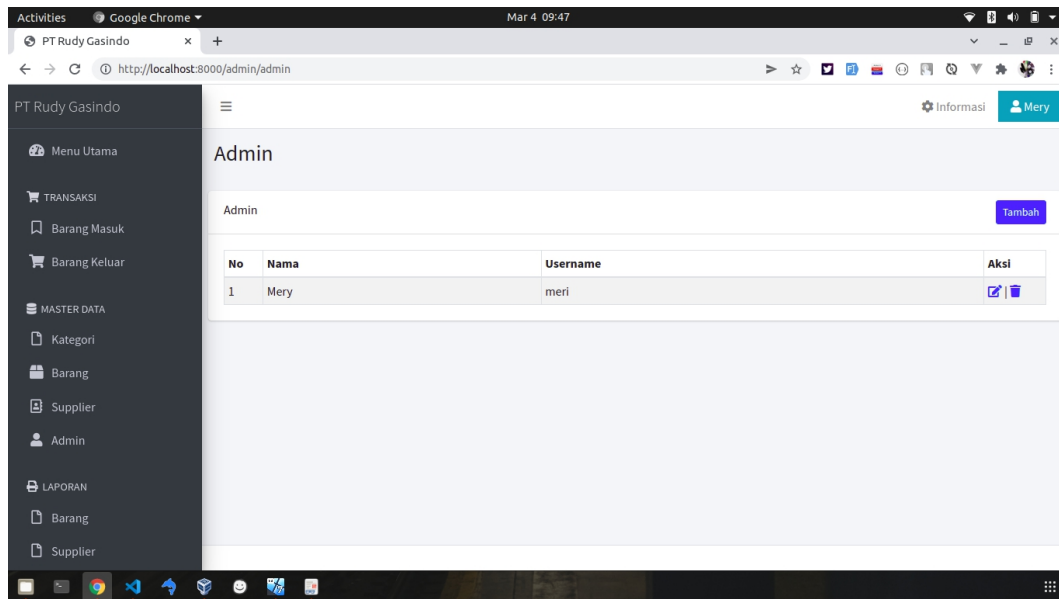 Activities Google Chrome Mar 4 09:47
PT Rudy Gasindo
http://localhost:8000/admin/admin
PT Rudy Gasindo
Informasi Mery
Menu Utama
Admin
TRANSAKSI
Barang Masuk
Barang Keluar
MASTER DATA
Kategori
Barang
Supplier
Admin
LAPORAN
Barang
Supplier
Admin Tambah
No Nama Username Aksi
1 Mery meri |